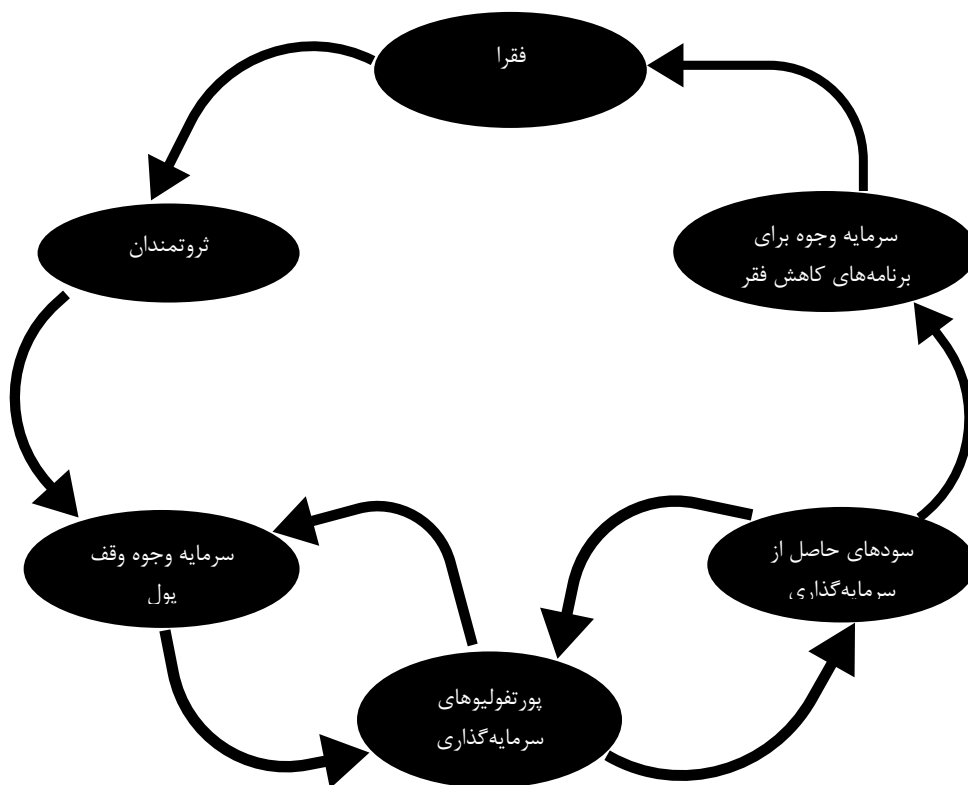 فقرا
سرمایه وجوه برای
برنامه‌های کاهش فقر
ثروتمندان
سودهای حاصل از
سرمایه‌گذاری
سرمایه وجوه وقف
پول
پورتفولیوهای
سرمایه‌گذاری